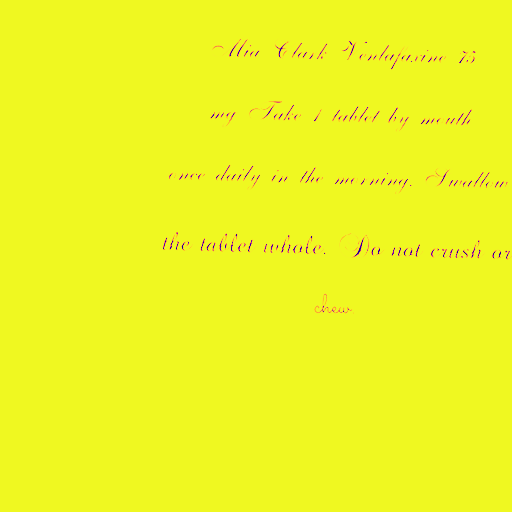 Mia Clark Venlafaxine 75
mg Take 1 tablet by mouth
once daily in the morning. Swallow
the tablet whole. Do not crush or
chew.